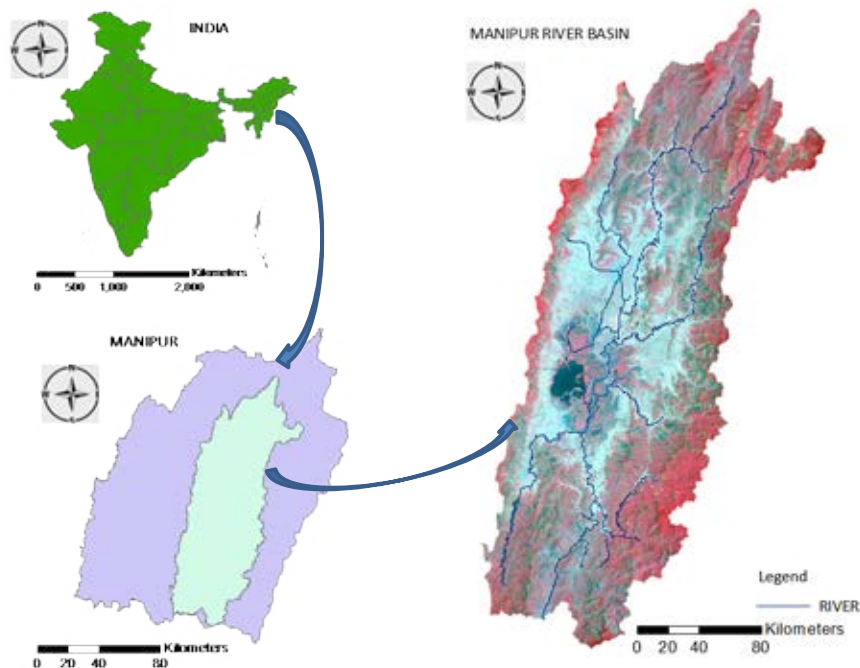 INDIA
N
W E
S
Kilometers
0 500 1,000 2,000
MANIPUR
N
W E
S
Kilometers
0 20 40 80
MANIPUR RIVER BASIN
N
W E
S
Legend
RIVER
Kilometers
0 20 40 80